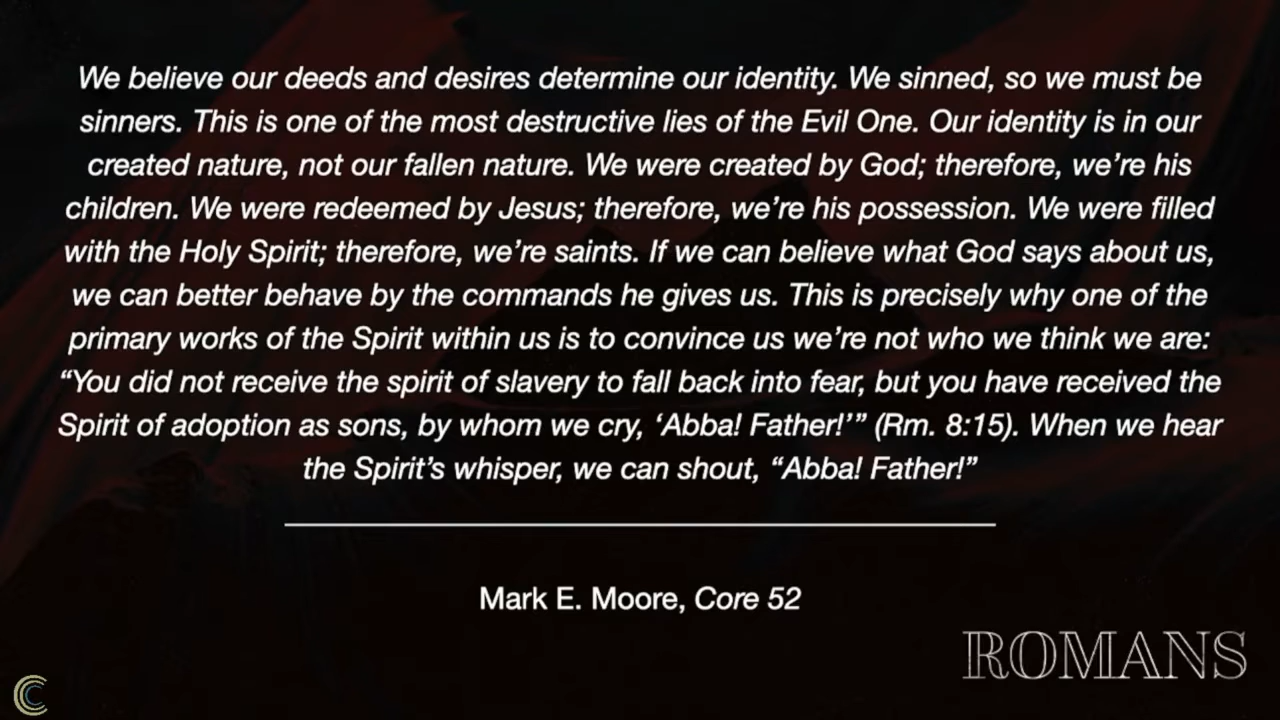 We believe our deeds and desires determine our identity. We sinned, so we must be
sinners. This is one of the most destructive lies of the Evil One. Our identity is in our
created nature, not our fallen nature. We were created by God; therefore, we’re his
children. We were redeemed by Jesus; therefore, we’re his possession. We were filled
with the Holy Spirit; therefore, we’re saints. If we can believe what God says about us,
we can better behave by the commands he gives us. This is precisely why one of the
primary works of the Spirit within us is to convince us we’re not who we think we are:
“You did not receive the spirit of slavery to fall back into fear, but you have received the
Spirit of adoption as sons, by whom we cry, ‘Abba! Father!’” (Rm. 8:15). When we hear
the Spirit’s whisper, we can shout, “Abba! Father!”
Mark E. Moore, Core 52
ROMANS